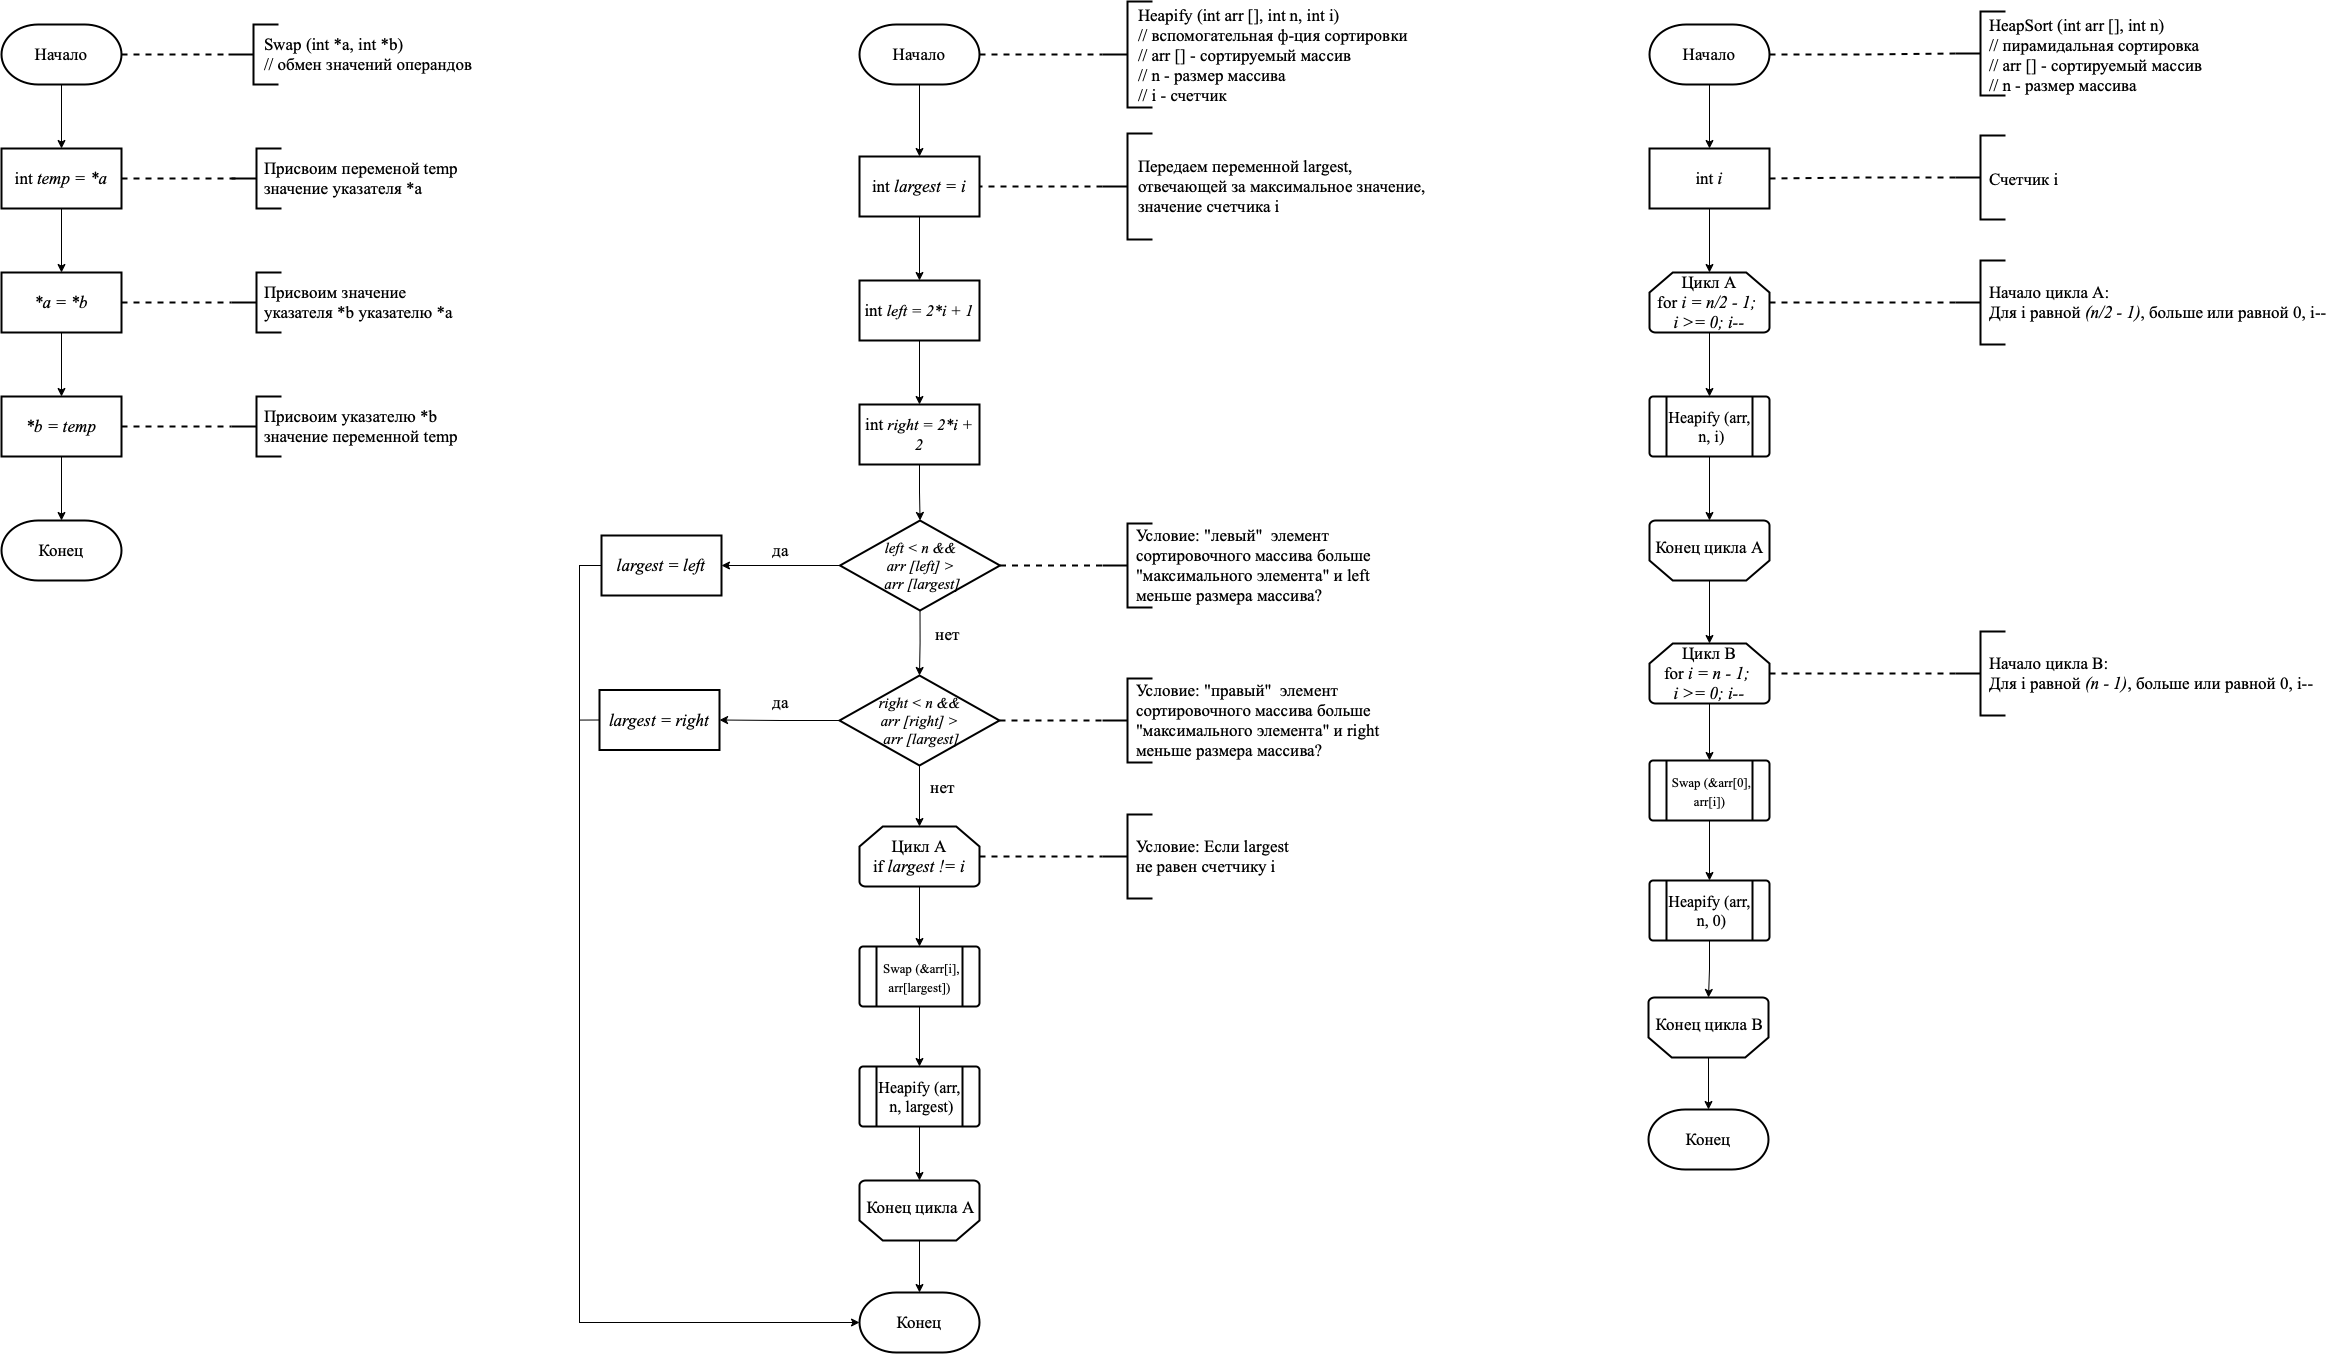 Начало
Swap (int *a, int *b)
// обмен значений операндов
int temp = *a
Присвоим переменой temp
значение указателя *a
*a = *b
Присвоим значение
указателя *b указателю *a
*b = temp
Присвоим указателю *b
значение переменной temp
Конец
Начало
Heapify (int arr [], int n, int i)
// вспомогательная ф-ция сортировки
// arr [] - сортируемый массив
// n - размер массива
// i - счетчик
int largest = i
Передаем переменной largest,
отвечающей за максимальное значение,
значение счетчика i
int left = 2*i + 1
int right = 2*i +
2
left < n &&
arr [left] >
arr [largest]
да
largest = left
Условие: "левый" элемент
сортировочного массива больше
"максимального элемента" и left
меньше размера массива?
нет
right < n &&
arr [right] >
arr [largest]
да
largest = right
Условие: "правый" элемент
сортировочного массива больше
"максимального элемента" и right
меньше размера массива?
нет
Цикл A
if largest != i
Условие: Если largest
не равен счетчику i
Swap (&arr[i],
arr[largest])
Heapify (arr,
n, largest)
Конец цикла A
Конец
Начало
HeapSort (int arr [], int n)
// пирамидальная сортировка
// arr [] - сортируемый массив
// n - размер массива
int i
Счетчик i
Цикл A
for i = n/2 - 1;
i >= 0; i--
Начало цикла A:
Для i равной (n/2 - 1), больше или равной 0, i--
Heapify (arr,
n, i)
Конец цикла A
Цикл B
for i = n - 1;
i >= 0; i--
Начало цикла B:
Для i равной (n - 1), больше или равной 0, i--
Swap (&arr[0],
arr[i])
Heapify (arr,
n, 0)
Конец цикла B
Конец